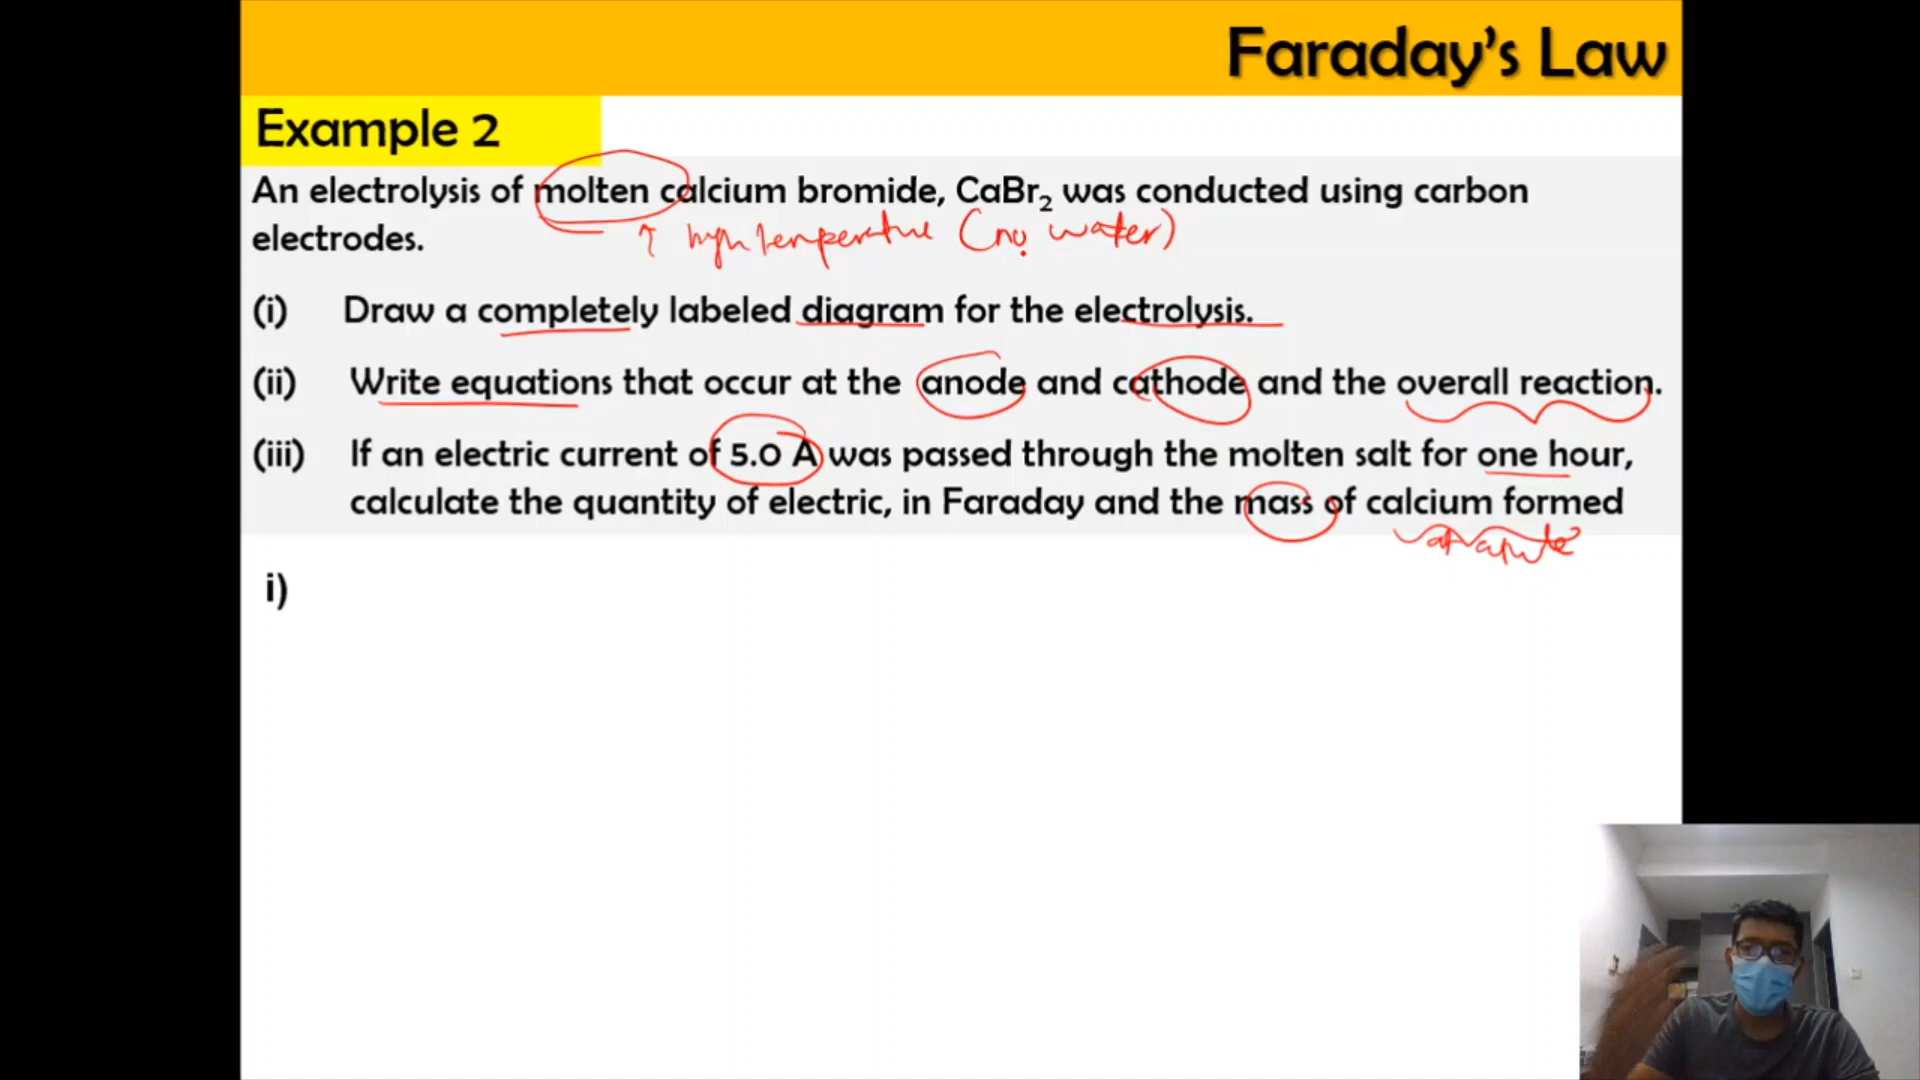 Faraday's Law
Example 2
An electrolysis of molten calcium bromide, CaBr₂ was conducted using carbon
electrodes.
↑ high temperature (no water)
(i) Draw a completely labeled diagram for the electrolysis.
(ii) Write equations that occur at the anode and cathode and the overall reaction.
(iii) If an electric current of 5.0 A was passed through the molten salt for one hour,
calculate the quantity of electric, in Faraday and the mass of calcium formed
i)